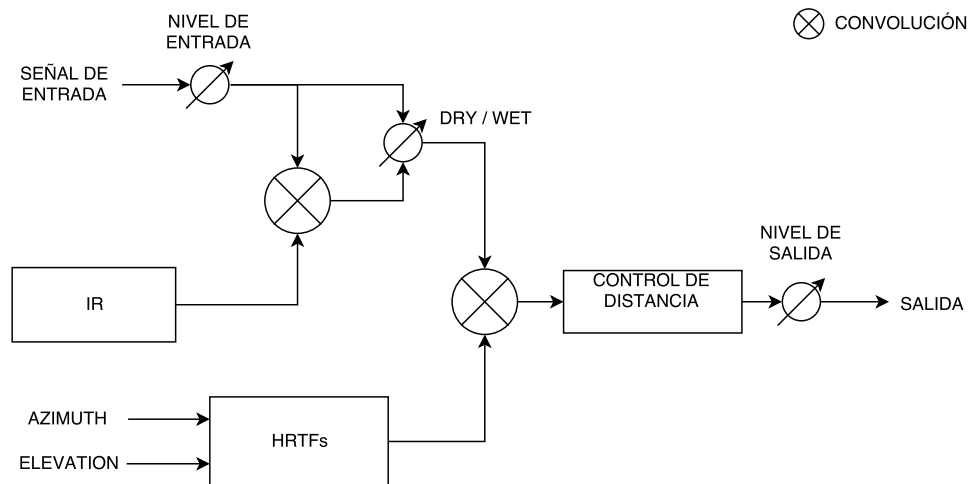 NIVEL DE
ENTRADA
CONVOLUCIÓN
SEÑAL DE
ENTRADA
DRY / WET
NIVEL DE
SALIDA
IR
CONTROL DE
DISTANCIA
SALIDA
AZIMUTH
HRTFs
ELEVATION